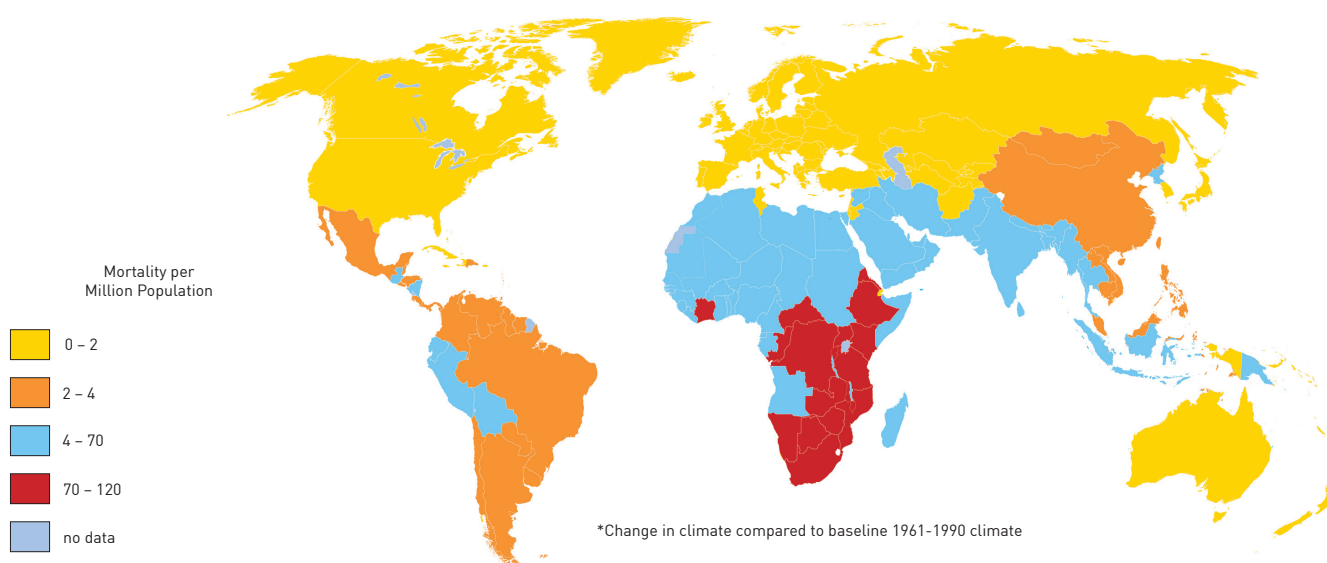 Mortality per
Million Population
0 – 2
2 – 4
4 – 70
70 – 120
no data
*Change in climate compared to baseline 1961-1990 climate